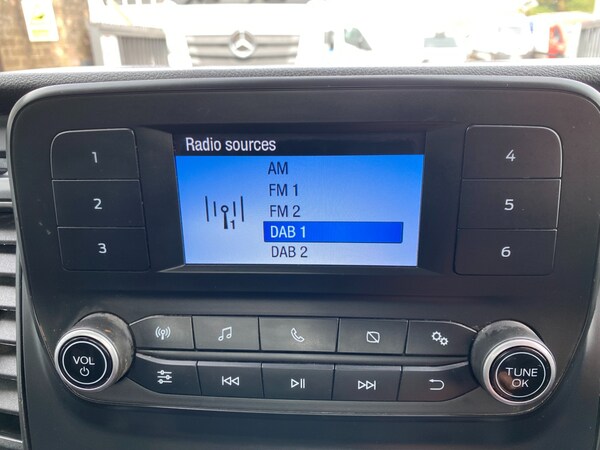 Radio sources
AM
FM 1
FM 2
DAB 1
DAB 2
1
1
2
3
4
5
6
VOL
TUNE
OK